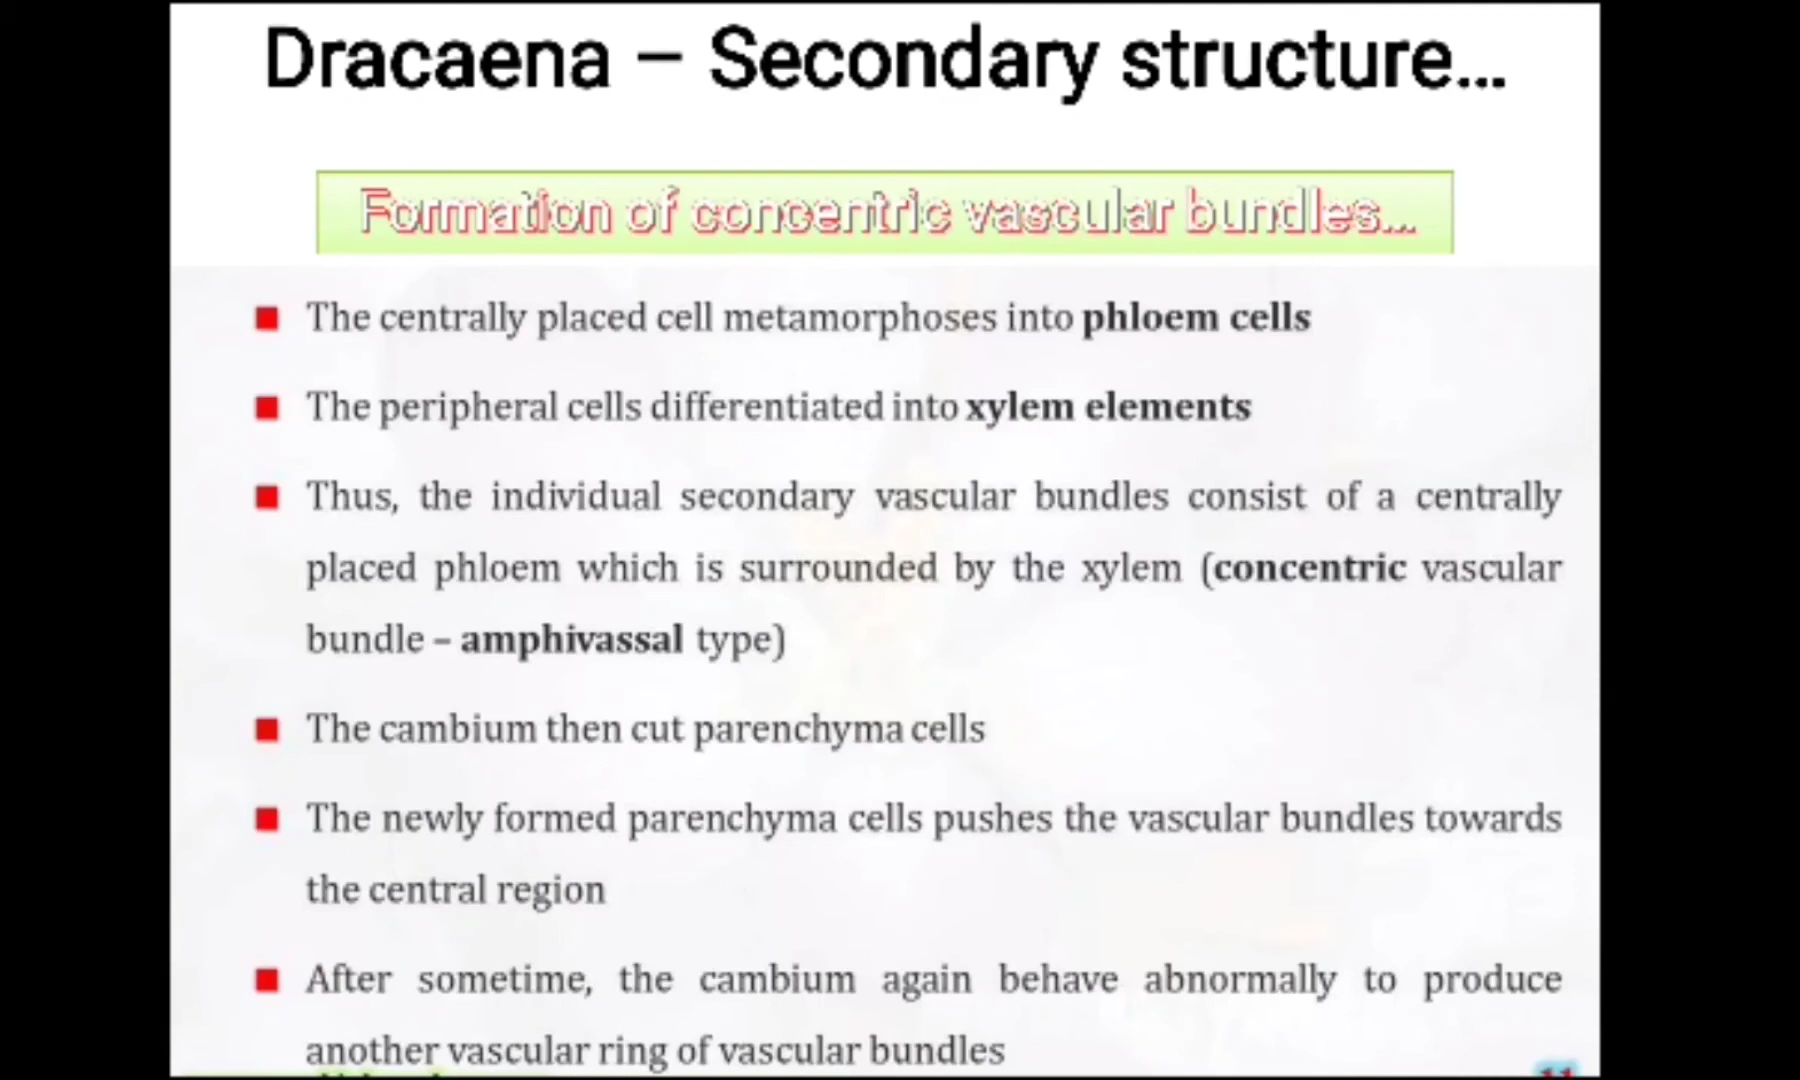 Dracaena – Secondary structure...
Formation of concentric vascular bundles...
The centrally placed cell metamorphoses into phloem cells
The peripheral cells differentiated into xylem elements
Thus, the individual secondary vascular bundles consist of a centrally
placed phloem which is surrounded by the xylem (concentric vascular
bundle – amphivassal type)
The cambium then cut parenchyma cells
The newly formed parenchyma cells pushes the vascular bundles towards
the central region
After sometime, the cambium again behave abnormally to produce
another vascular ring of vascular bundles